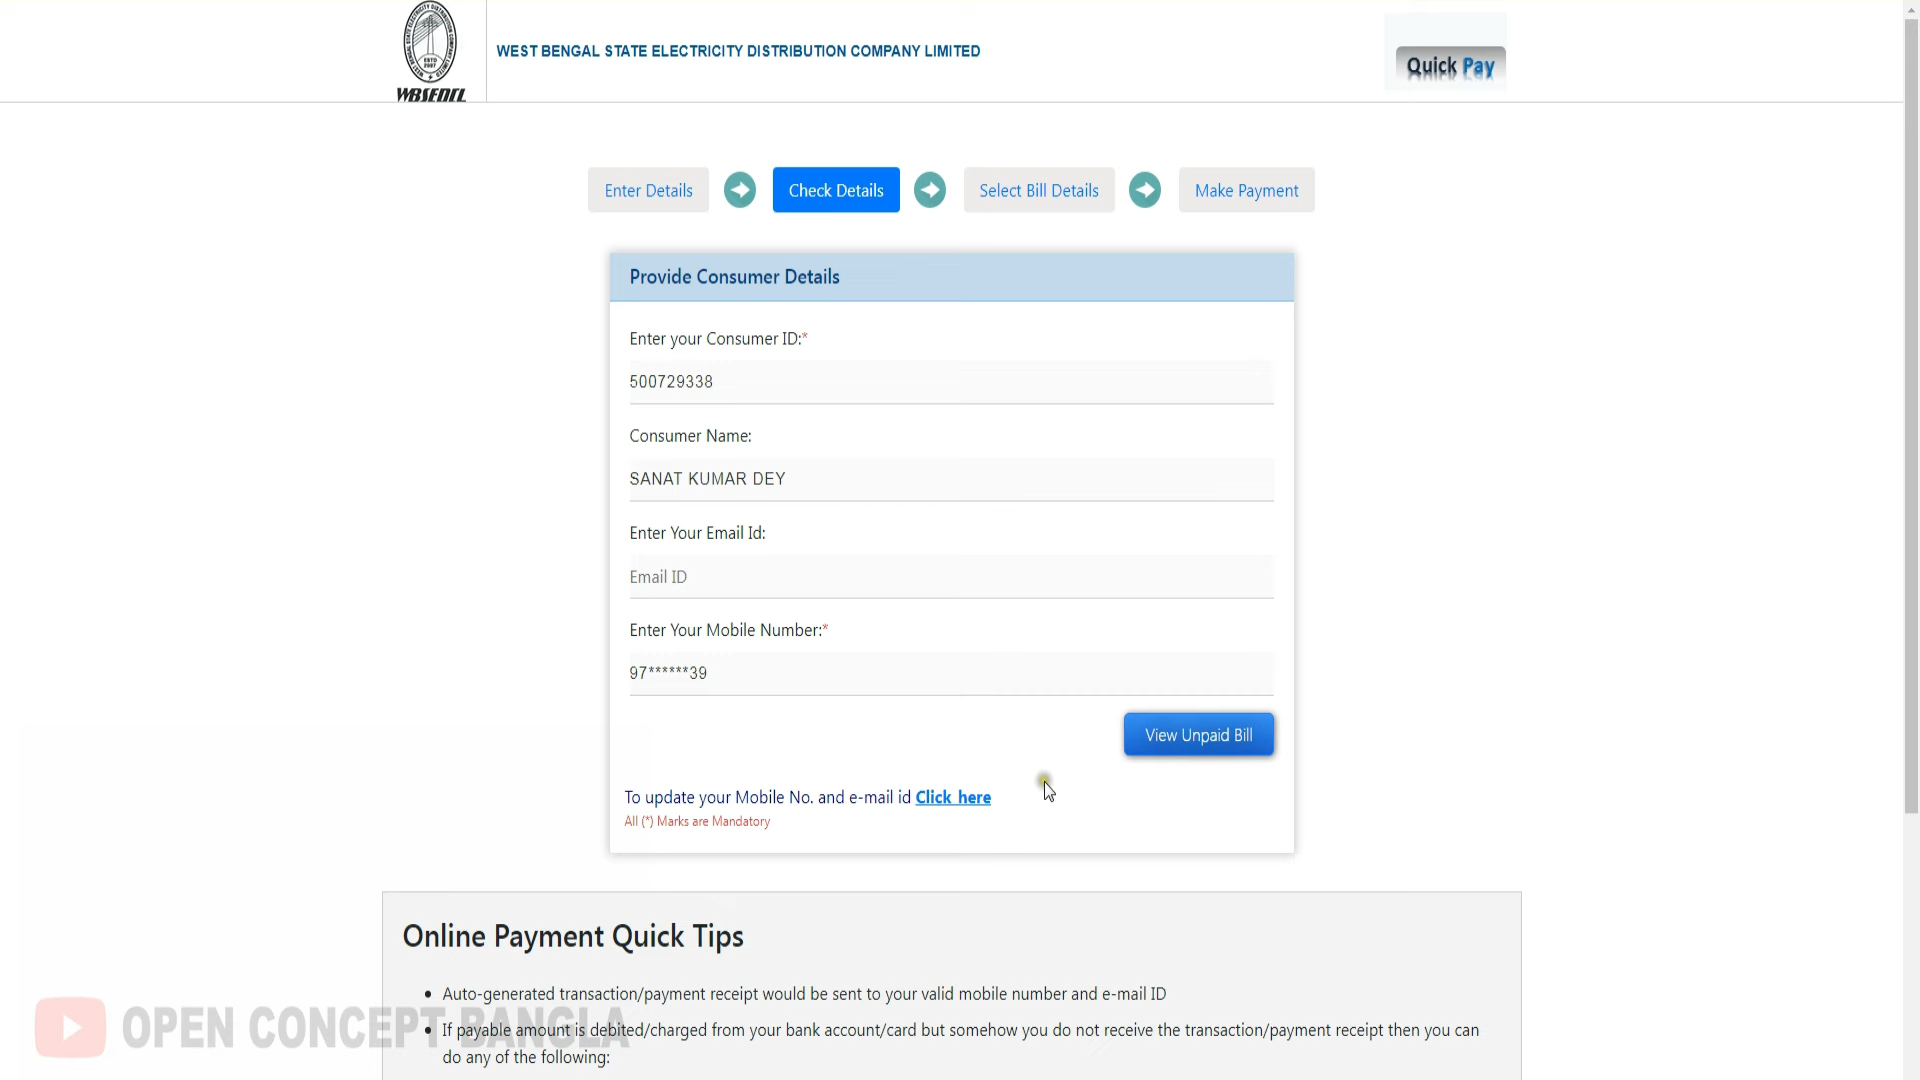 WEST BENGAL STATE ELECTRICITY DISTRIBUTION COMPANY LIMITED
ESTD
2007
WBSEDCL
Quick Pay
Enter Details
Check Details
Select Bill Details
Make Payment
Provide Consumer Details
Enter your Consumer ID:*
500729338
Consumer Name:
SANAT KUMAR DEY
Enter Your Email Id:
Email ID
Enter Your Mobile Number:*
97******39
View Unpaid Bill
To update your Mobile No. and e-mail id Click here
All (*) Marks are Mandatory
Online Payment Quick Tips
• Auto-generated transaction/payment receipt would be sent to your valid mobile number and e-mail ID
• If payable amount is debited/charged from your bank account/card but somehow you do not receive the transaction/payment receipt then you can
do any of the following:
OPEN CONCEPT BANGLA